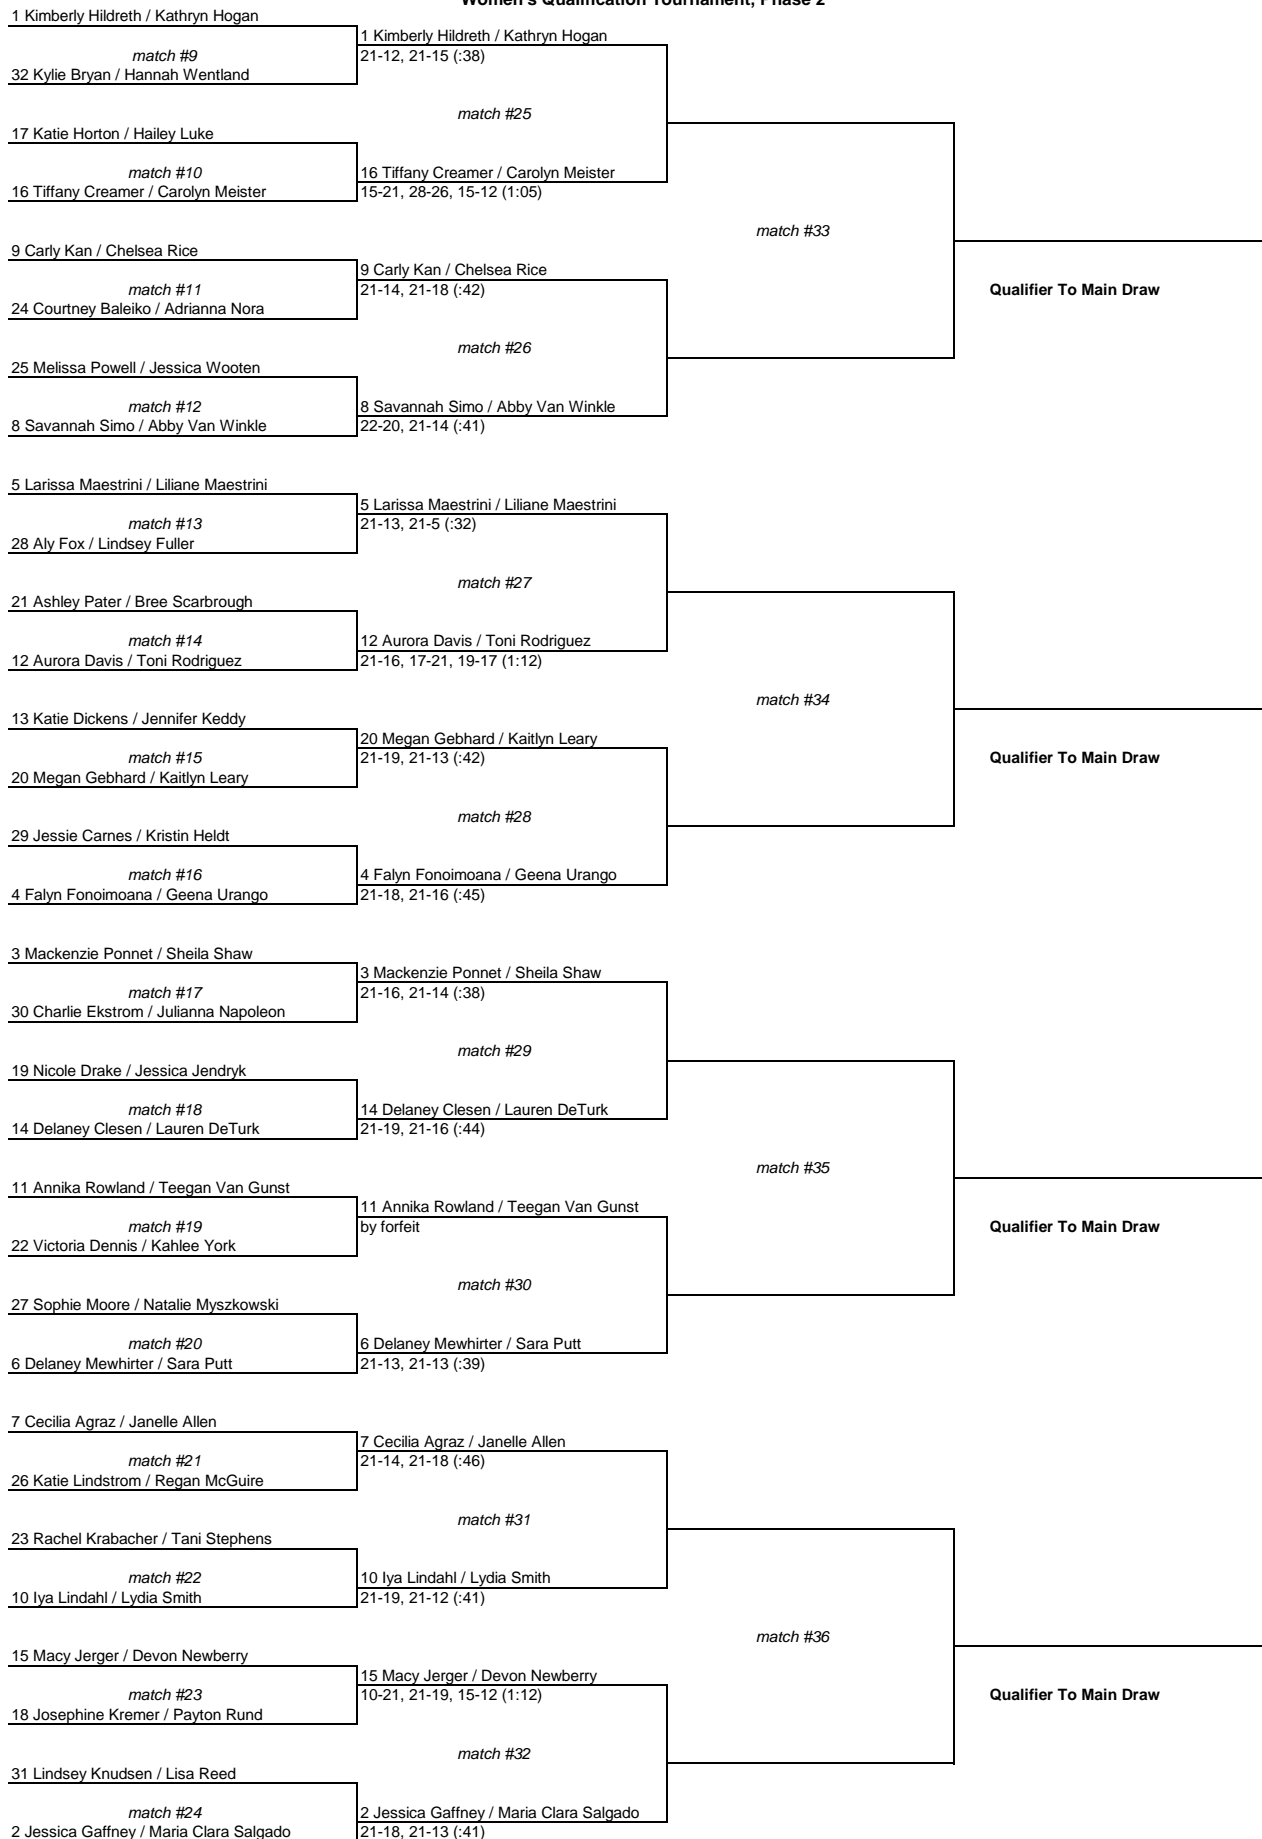 Women's Qualification Tournament, Phase 2
1 Kimberly Hildreth / Kathryn Hogan
1 Kimberly Hildreth / Kathryn Hogan
match #9
21-12, 21-15 (:38)
32 Kylie Bryan / Hannah Wentland
match #25
17 Katie Horton / Hailey Luke
match #10
16 Tiffany Creamer / Carolyn Meister
16 Tiffany Creamer / Carolyn Meister
15-21, 28-26, 15-12 (1:05)
match #33
9 Carly Kan / Chelsea Rice
9 Carly Kan / Chelsea Rice
match #11
21-14, 21-18 (:42)
Qualifier To Main Draw
24 Courtney Baleiko / Adrianna Nora
match #26
25 Melissa Powell / Jessica Wooten
match #12
8 Savannah Simo / Abby Van Winkle
8 Savannah Simo / Abby Van Winkle
22-20, 21-14 (:41)
5 Larissa Maestrini / Liliane Maestrini
5 Larissa Maestrini / Liliane Maestrini
match #13
21-13, 21-5 (:32)
28 Aly Fox / Lindsey Fuller
match #27
21 Ashley Pater / Bree Scarbrough
match #14
12 Aurora Davis / Toni Rodriguez
12 Aurora Davis / Toni Rodriguez
21-16, 17-21, 19-17 (1:12)
match #34
13 Katie Dickens / Jennifer Keddy
20 Megan Gebhard / Kaitlyn Leary
match #15
21-19, 21-13 (:42)
Qualifier To Main Draw
20 Megan Gebhard / Kaitlyn Leary
match #28
29 Jessie Carnes / Kristin Heldt
match #16
4 Falyn Fonoimoana / Geena Urango
4 Falyn Fonoimoana / Geena Urango
21-18, 21-16 (:45)
3 Mackenzie Ponnet / Sheila Shaw
3 Mackenzie Ponnet / Sheila Shaw
match #17
21-16, 21-14 (:38)
30 Charlie Ekstrom / Julianna Napoleon
match #29
19 Nicole Drake / Jessica Jendryk
match #18
14 Delaney Clesen / Lauren DeTurk
14 Delaney Clesen / Lauren DeTurk
21-19, 21-16 (:44)
match #35
11 Annika Rowland / Teegan Van Gunst
11 Annika Rowland / Teegan Van Gunst
match #19
by forfeit
Qualifier To Main Draw
22 Victoria Dennis / Kahlee York
match #30
27 Sophie Moore / Natalie Myszkowski
match #20
6 Delaney Mewhirter / Sara Putt
6 Delaney Mewhirter / Sara Putt
21-13, 21-13 (:39)
7 Cecilia Agraz / Janelle Allen
7 Cecilia Agraz / Janelle Allen
match #21
21-14, 21-18 (:46)
26 Katie Lindstrom / Regan McGuire
match #31
23 Rachel Krabacher / Tani Stephens
match #22
10 Iya Lindahl / Lydia Smith
10 Iya Lindahl / Lydia Smith
21-19, 21-12 (:41)
match #36
15 Macy Jerger / Devon Newberry
15 Macy Jerger / Devon Newberry
match #23
10-21, 21-19, 15-12 (1:12)
Qualifier To Main Draw
18 Josephine Kremer / Payton Rund
match #32
31 Lindsey Knudsen / Lisa Reed
match #24
2 Jessica Gaffney / Maria Clara Salgado
2 Jessica Gaffney / Maria Clara Salgado
21-18, 21-13 (:41)